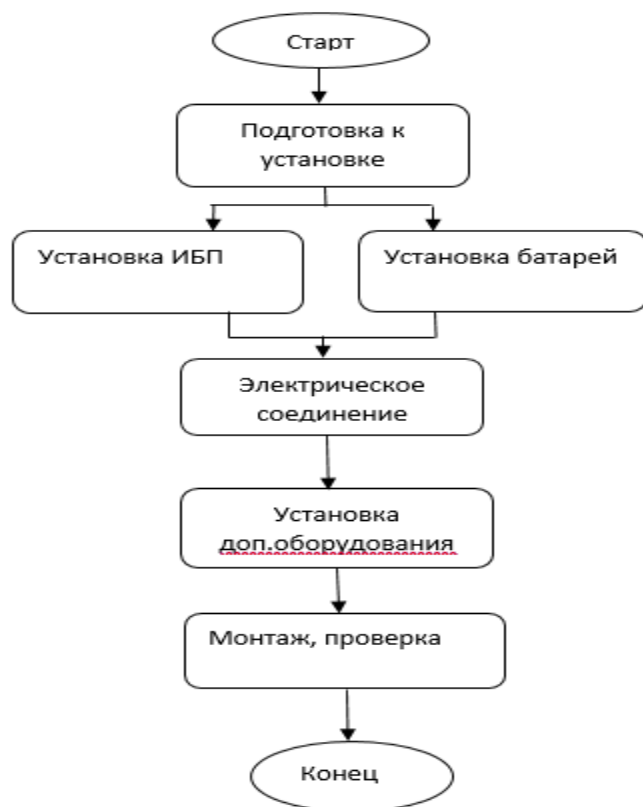 Старт
Подготовка к
установке
Установка ИБП
Установка батарей
Электрическое
соединение
Установка
доп.оборудования
Монтаж, проверка
Конец